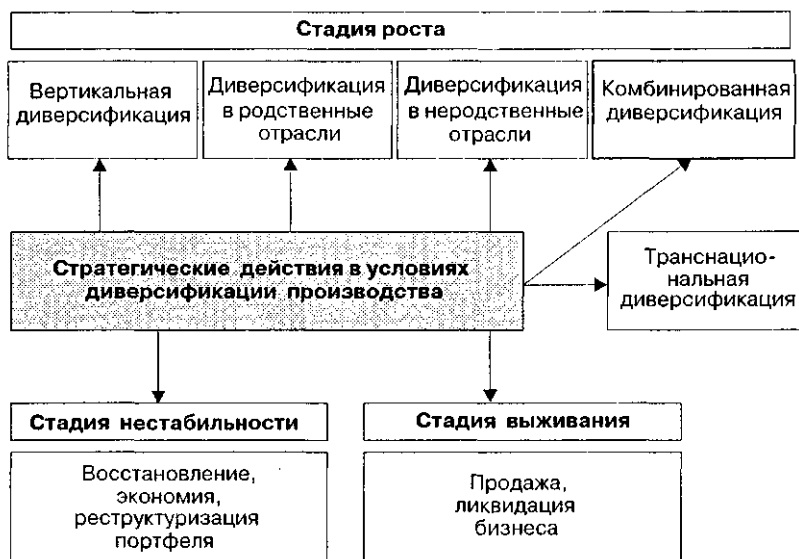 Стадия роста
Вертикальная
диверсификация
Диверсификация
в родственные
отрасли
Диверсификация
в неродственные
отрасли
Комбинированная
диверсификация
Стратегические действия в условиях
диверсификации производства
Транснацио-
нальная
диверсификация
Стадия нестабильности
Восстановление,
экономия,
реструктуризация
портфеля
Стадия выживания
Продажа,
ликвидация
бизнеса